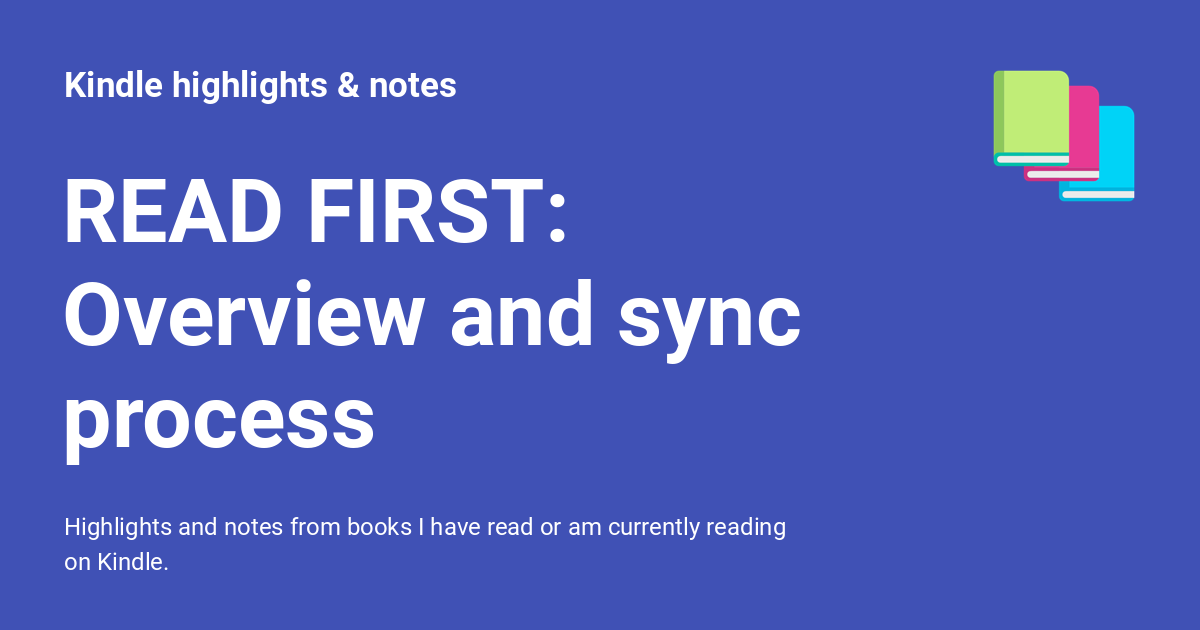 Kindle highlights & notes
READ FIRST:
Overview and sync
process
Highlights and notes from books I have read or am currently reading
on Kindle.